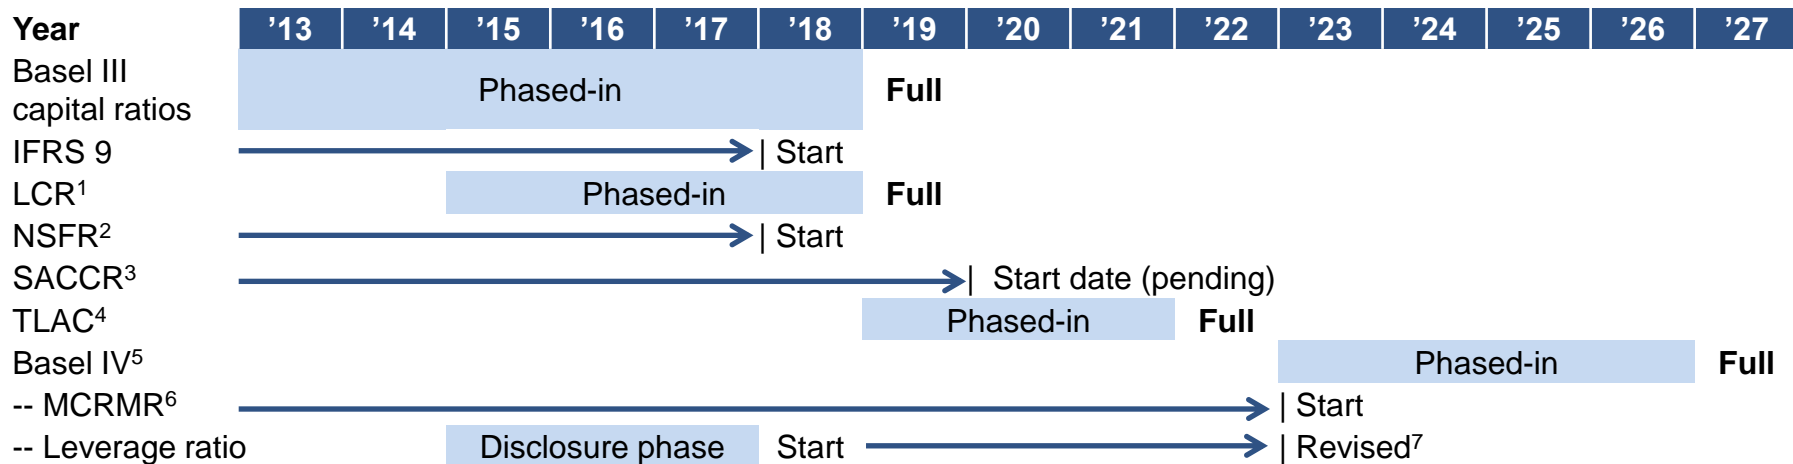 Year ’13 ’14 ’15 ’16 ’17 ’18 ’19 ’20 ’21 ’22 ’23 ’24 ’25 ’26 ’27
Basel III
capital ratios Phased-in Full
IFRS 9 | Start
LCR¹ Phased-in Full
NSFR² | Start
SACCR³ | Start date (pending)
TLAC⁴ Phased-in Full
Basel IV⁵ Phased-in Full
-- MCRMR⁶ | Start
-- Leverage ratio Disclosure phase Start | Revised⁷